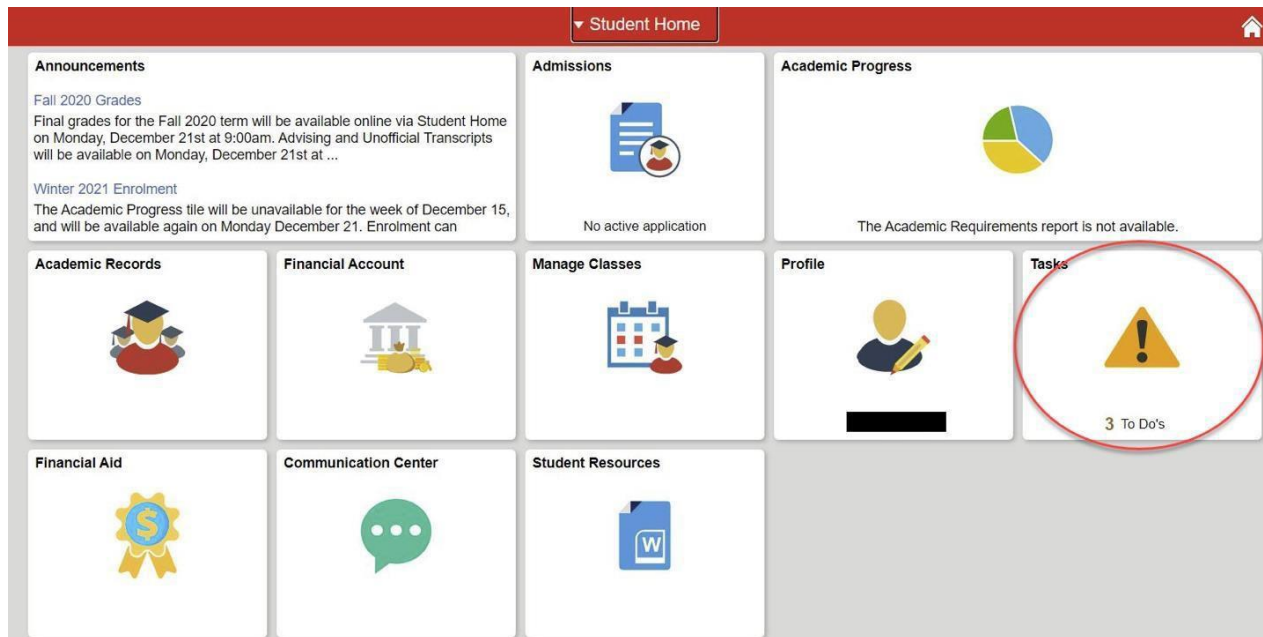 Student Home
Announcements
Fall 2020 Grades
Final grades for the Fall 2020 term will be available online via Student Home
on Monday, December 21st at 9:00am. Advising and Unofficial Transcripts
will be available on Monday, December 21st at ...
Winter 2021 Enrolment
The Academic Progress tile will be unavailable for the week of December 15,
and will be available again on Monday December 21. Enrolment can
Admissions
No active application
Academic Progress
The Academic Requirements report is not available.
Academic Records
Financial Account
Manage Classes
Profile
Tasks
3 To Do's
Financial Aid
$
Communication Center
Student Resources
W